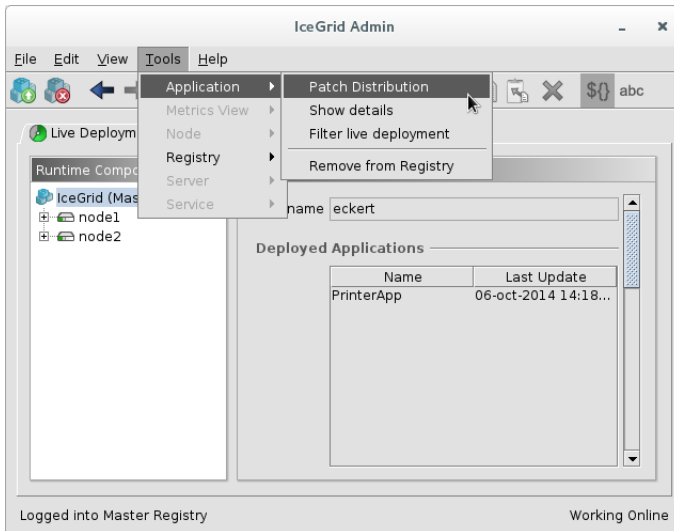 IceGrid Admin
File Edit View Tools Help
${} abc
Application Patch Distribution
Metrics View Show details
Node Filter live deployment
Registry Remove from Registry
Server
Service
Live Deploym
Runtime Compo
IceGrid (Mas
node1
node2
name eckert
Deployed Applications
Name Last Update
PrinterApp 06-oct-2014 14:18...
Logged into Master Registry Working Online